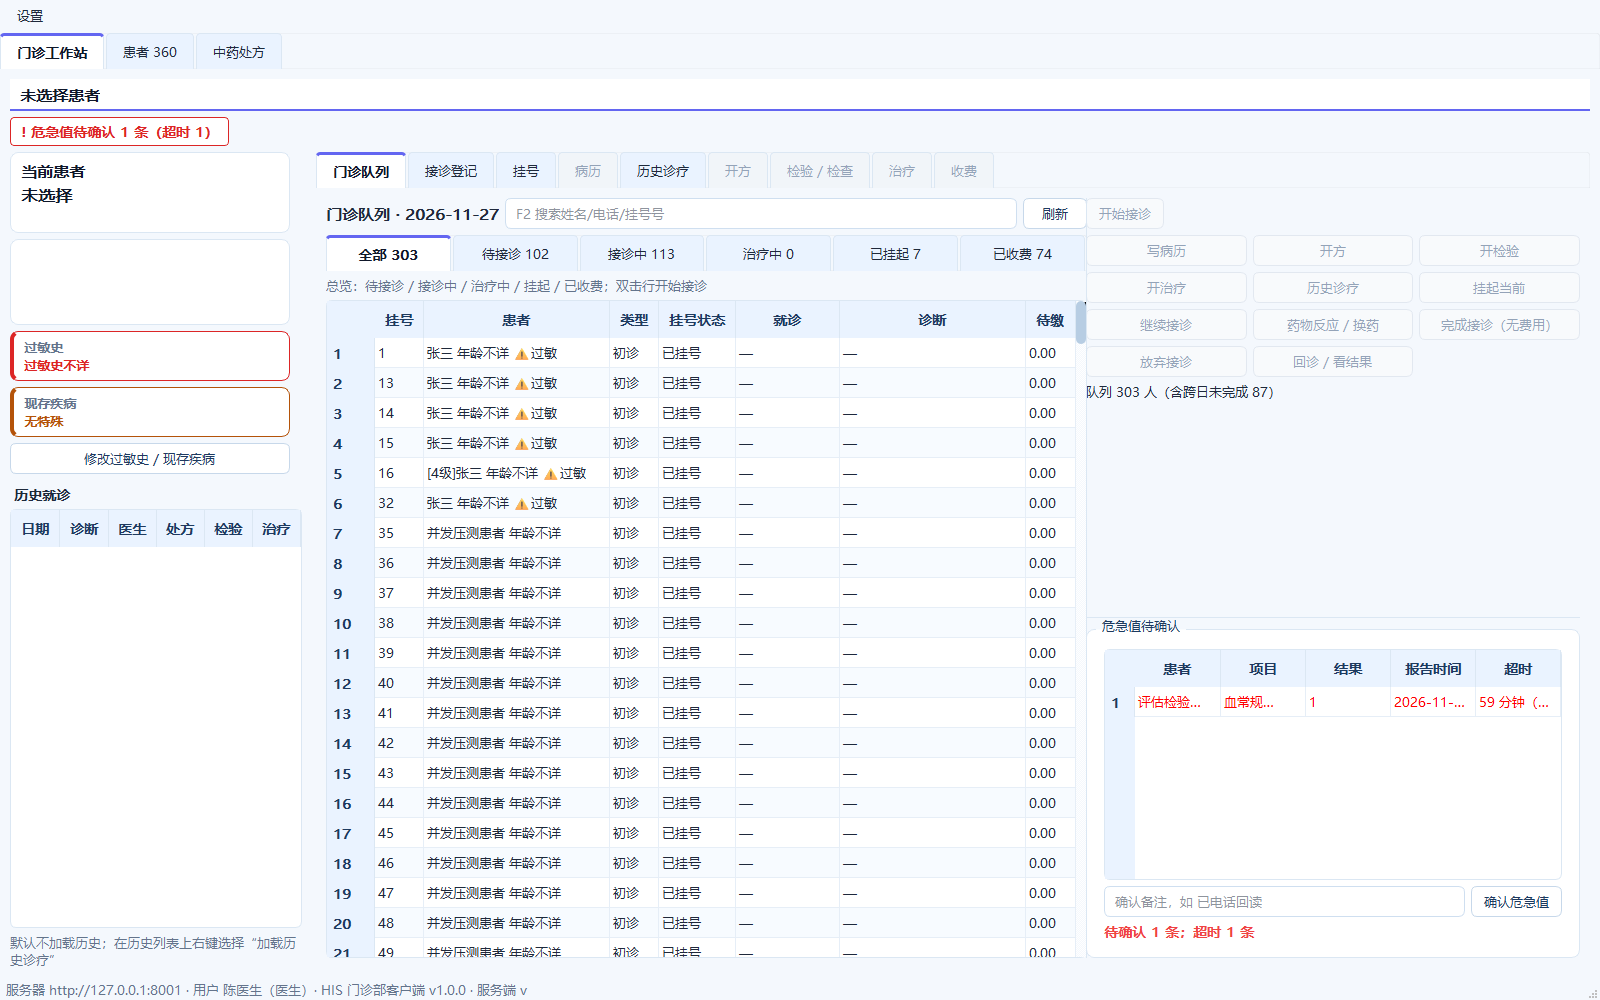 设置
门诊工作站 患者 360 中药处方
未选择患者
! 危急值待确认 1 条（超时 1）
当前患者
未选择
过敏史
过敏史不详
现存疾病
无特殊
修改过敏史 / 现存疾病
历史就诊
日期 诊断 医生 处方 检验 治疗
默认不加载历史；在历史列表上右键选择“加载历
史诊疗”
门诊队列 接诊登记 挂号 病历 历史诊疗 开方 检验 / 检查 治疗 收费
门诊队列 · 2026-11-27 F2 搜索姓名/电话/挂号号 刷新 开始接诊
全部 303 待接诊 102 接诊中 113 治疗中 0 已挂起 7 已收费 74
总览：待接诊 / 接诊中 / 治疗中 / 挂起 / 已收费；双击行开始接诊
挂号 患者 类型 挂号状态 就诊 诊断 待缴
1 1 张三 年龄不详 ⚠过敏 初诊 已挂号 — — 0.00
2 13 张三 年龄不详 ⚠过敏 初诊 已挂号 — — 0.00
3 14 张三 年龄不详 ⚠过敏 初诊 已挂号 — — 0.00
4 15 张三 年龄不详 ⚠过敏 初诊 已挂号 — — 0.00
5 16 [4级]张三 年龄不详 ⚠过敏 初诊 已挂号 — — 0.00
6 32 张三 年龄不详 ⚠过敏 初诊 已挂号 — — 0.00
7 35 并发压测患者 年龄不详 初诊 已挂号 — — 0.00
8 36 并发压测患者 年龄不详 初诊 已挂号 — — 0.00
9 37 并发压测患者 年龄不详 初诊 已挂号 — — 0.00
10 38 并发压测患者 年龄不详 初诊 已挂号 — — 0.00
11 39 并发压测患者 年龄不详 初诊 已挂号 — — 0.00
12 40 并发压测患者 年龄不详 初诊 已挂号 — — 0.00
13 41 并发压测患者 年龄不详 初诊 已挂号 — — 0.00
14 42 并发压测患者 年龄不详 初诊 已挂号 — — 0.00
15 43 并发压测患者 年龄不详 初诊 已挂号 — — 0.00
16 44 并发压测患者 年龄不详 初诊 已挂号 — — 0.00
17 45 并发压测患者 年龄不详 初诊 已挂号 — — 0.00
18 46 并发压测患者 年龄不详 初诊 已挂号 — — 0.00
19 47 并发压测患者 年龄不详 初诊 已挂号 — — 0.00
20 48 并发压测患者 年龄不详 初诊 已挂号 — — 0.00
21 49 并发压测患者 年龄不详 初诊 已挂号 — — 0.00
写病历 开方 开检验
开治疗 历史诊疗 挂起当前
继续接诊 药物反应 / 换药 完成接诊（无费用）
放弃接诊 回诊 / 看结果
队列 303 人（含跨日未完成 87）
危急值待确认
患者 项目 结果 报告时间 超时
1 评估检验... 血常规... 1 2026-11-... 59 分钟（...
确认备注，如 已电话回读 确认危急值
待确认 1 条；超时 1 条
服务器 http://127.0.0.1:8001 · 用户 陈医生（医生） · HIS 门诊部客户端 v1.0.0 · 服务端 v